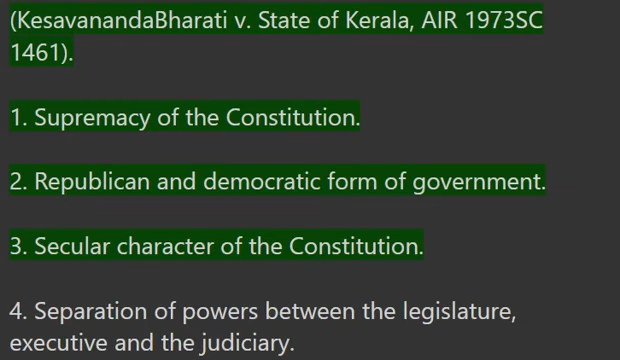 (KesavanandaBharati v. State of Kerala, AIR 1973SC
1461).
1. Supremacy of the Constitution.
2. Republican and democratic form of government.
3. Secular character of the Constitution.
4. Separation of powers between the legislature,
executive and the judiciary.